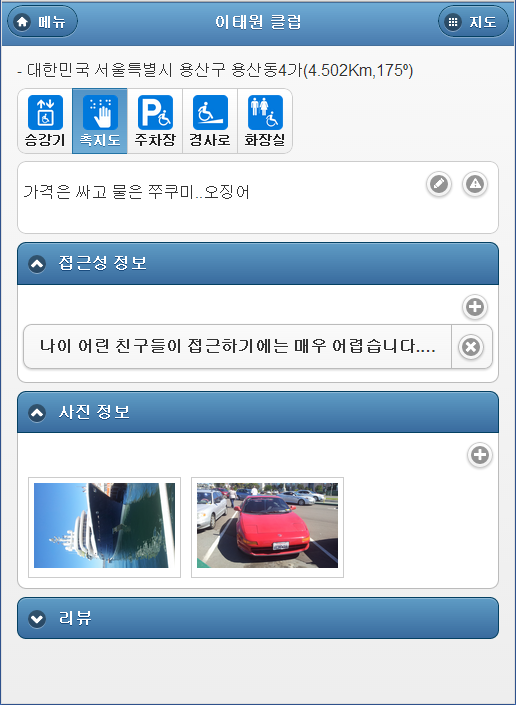 메뉴
이태원 클럽
지도
- 대한민국 서울특별시 용산구 용산동4가(4.502Km,175º)
승강기
촉지도
주차장
경사로
화장실
가격은 싸고 물은 쭈쿠미..오징어
접근성 정보
나이 어린 친구들이 접근하기에는 매우 어렵습니다....
사진 정보
리뷰